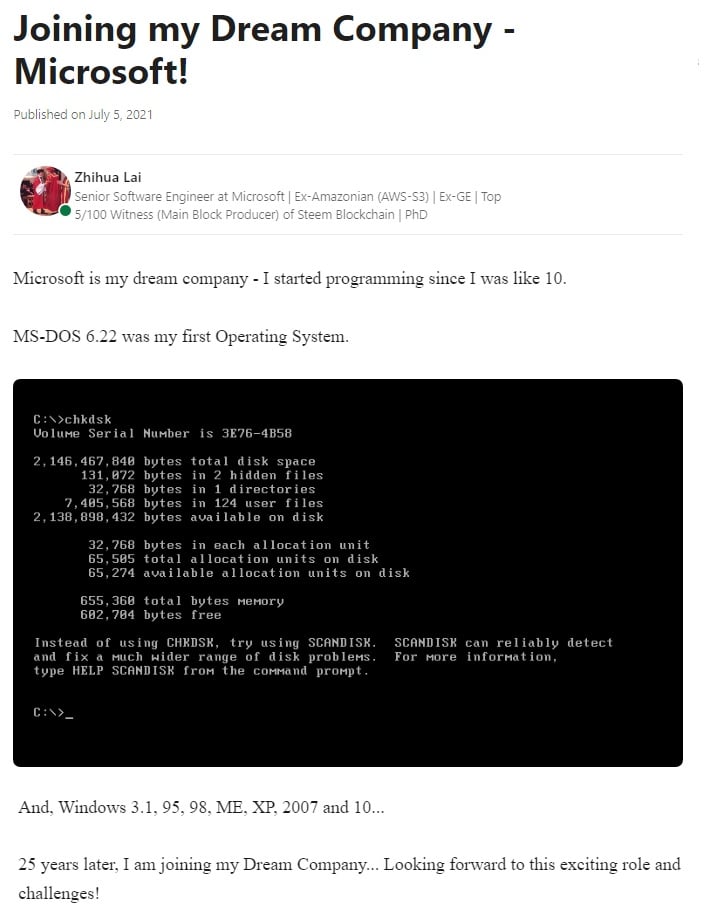 Joining my Dream Company -
Microsoft!
Published on July 5, 2021
Zhihua Lai
Senior Software Engineer at Microsoft | Ex-Amazonian (AWS-S3) | Ex-GE | Top
5/100 Witness (Main Block Producer) of Steem Blockchain | PhD
Microsoft is my dream company - I started programming since I was like 10.
MS-DOS 6.22 was my first Operating System.
C:\>chkdsk
Volume Serial Number is 3E76-4B58
2,146,467,840 bytes total disk space
131,072 bytes in 2 hidden files
32,768 bytes in 1 directories
7,405,568 bytes in 124 user files
2,138,898,432 bytes available on disk
32,768 bytes in each allocation unit
65,505 total allocation units on disk
65,274 available allocation units on disk
655,360 total bytes memory
602,704 bytes free
Instead of using CHKDSK, try using SCANDISK. SCANDISK can reliably detect
and fix a much wider range of disk problems. For more information,
type HELP SCANDISK from the command prompt.
C:\>_
And, Windows 3.1, 95, 98, ME, XP, 2007 and 10...
25 years later, I am joining my Dream Company... Looking forward to this exciting role and
challenges!